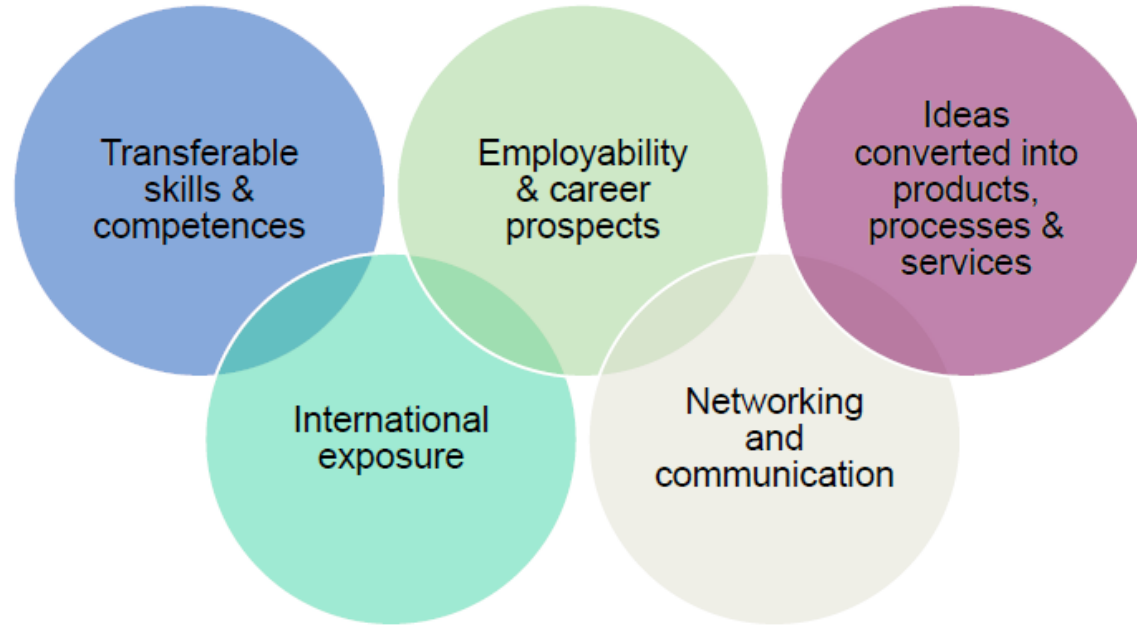 Transferable
skills &
competences
Employability
& career
prospects
Ideas
converted into
products,
processes &
services
International
exposure
Networking
and
communication